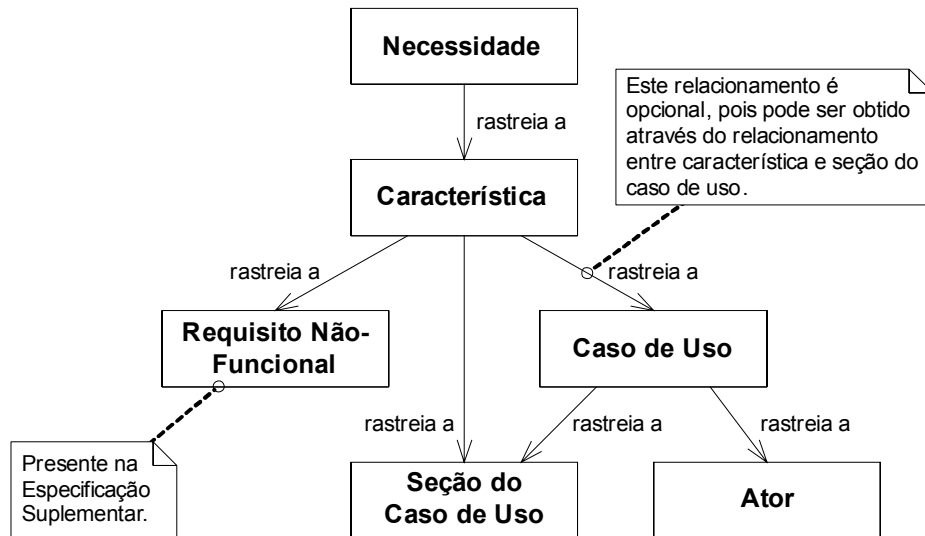 Necessidade
Este relacionamento é
opcional, pois pode ser obtido
através do relacionamento
entre característica e seção do
caso de uso.
rastreia a
Característica
rastreia a
rastreia a
Requisito Não-
Funcional
Caso de Uso
rastreia a
rastreia a
rastreia a
Presente na
Especificação
Suplementar.
Seção do
Caso de Uso
Ator